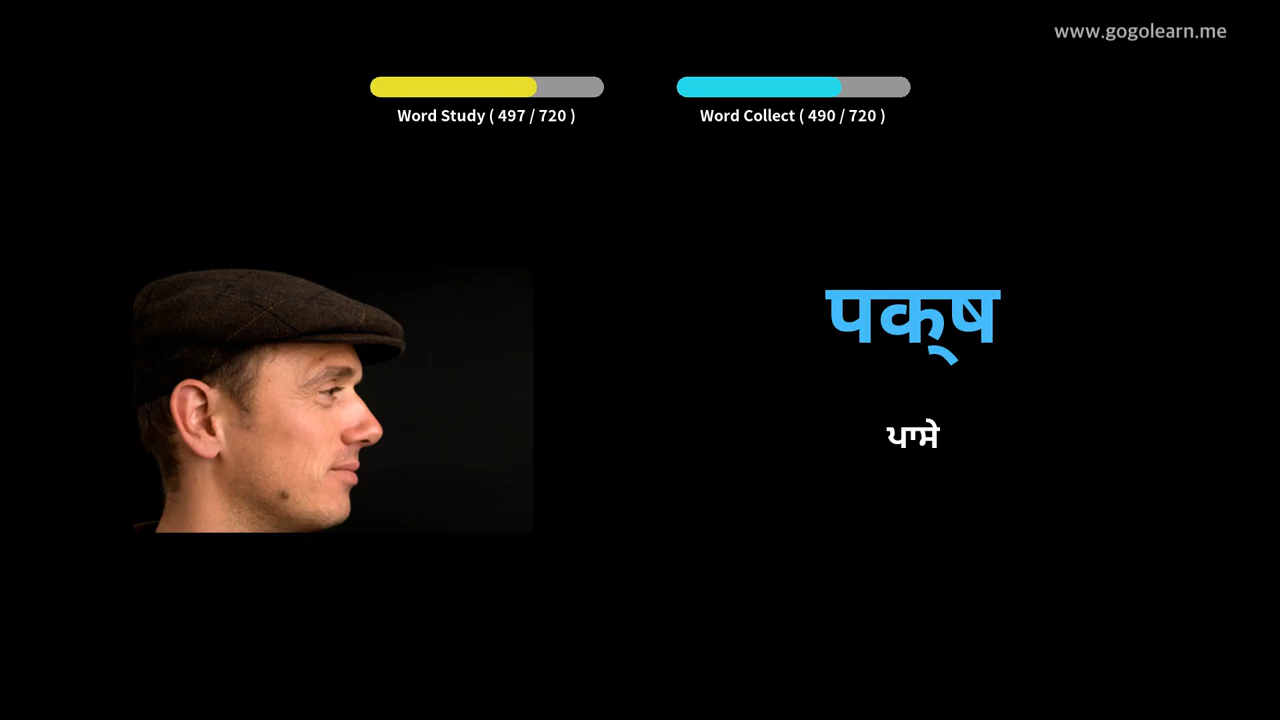 www.gogolearn.me
Word Study ( 497 / 720 )
Word Collect ( 490 / 720 )
पक्‌ष
ਪਾਸੇ